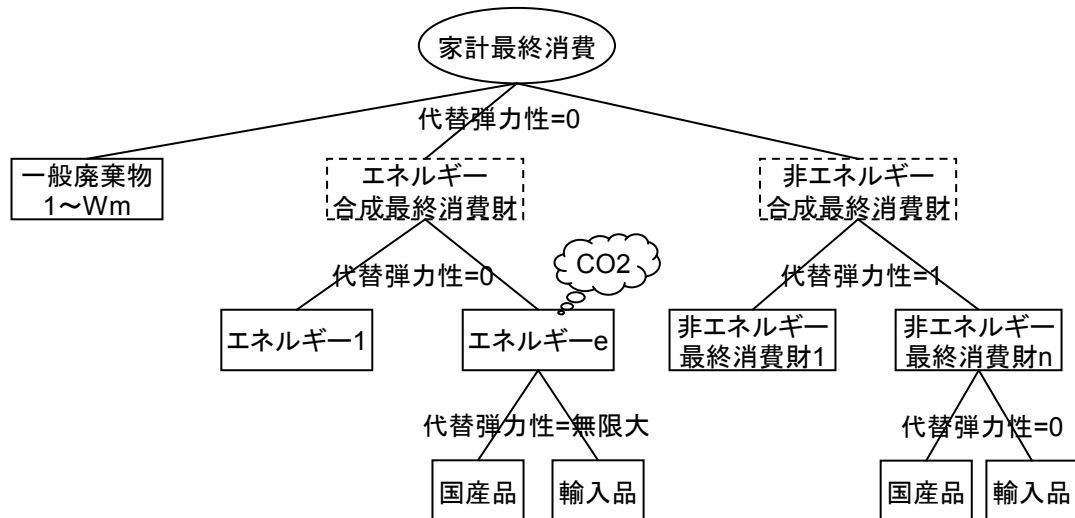 家計最終消費
代替弾力性=0
一般廃棄物
1～Wm
エネルギー
合成最終消費財
非エネルギー
合成最終消費財
CO2
代替弾力性=0
代替弾力性=1
エネルギー1
エネルギーe
非エネルギー
最終消費財1
非エネルギー
最終消費財n
代替弾力性=無限大
代替弾力性=0
国産品
輸入品
国産品
輸入品